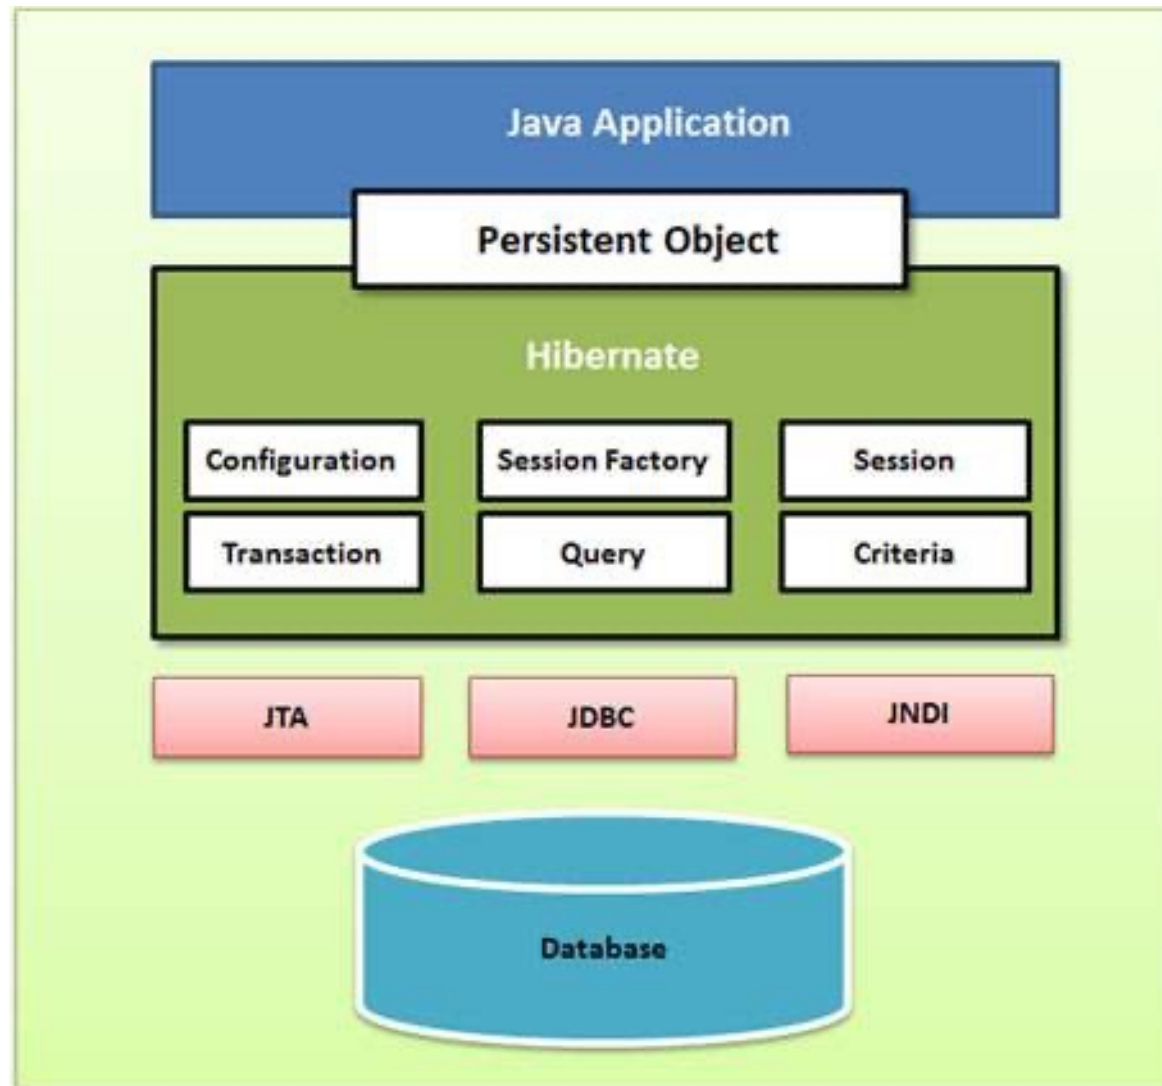 Java Application
Persistent Object
Hibernate
Configuration
Session Factory
Session
Transaction
Query
Criteria
JTA
JDBC
JNDI
Database